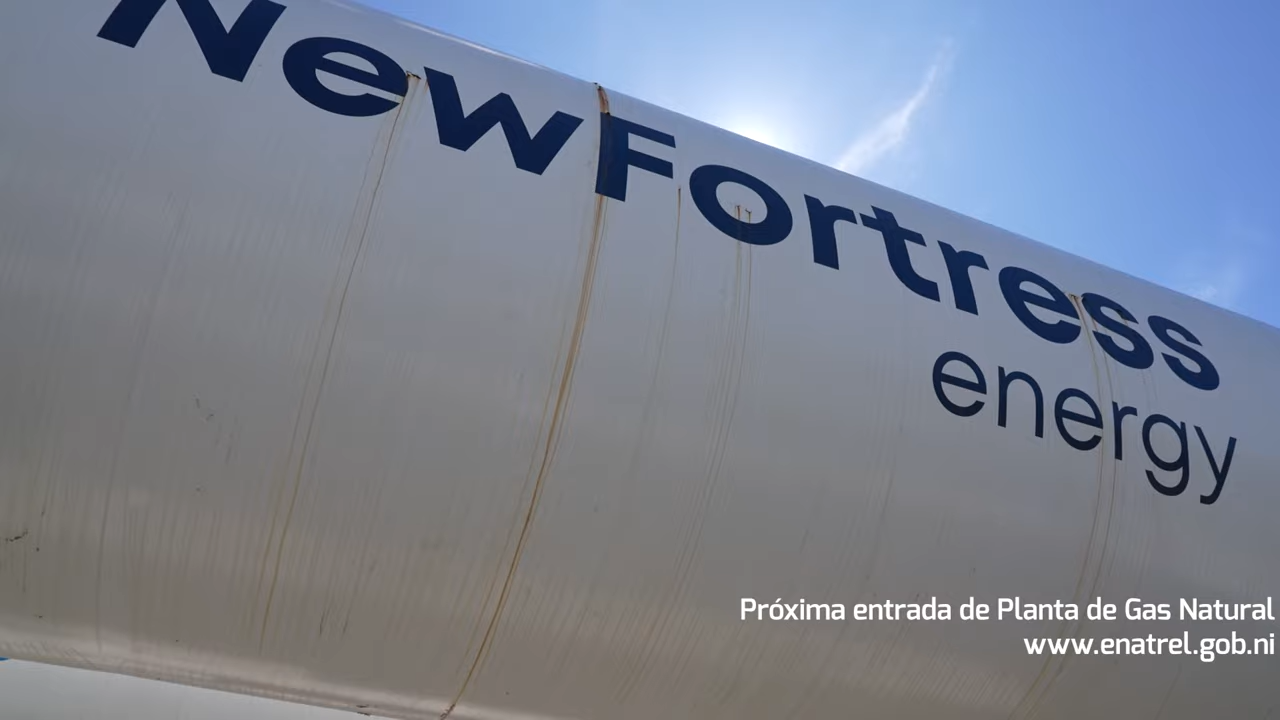 NewFortress
energy
Próxima entrada de Planta de Gas Natural
www.enatrel.gob.ni